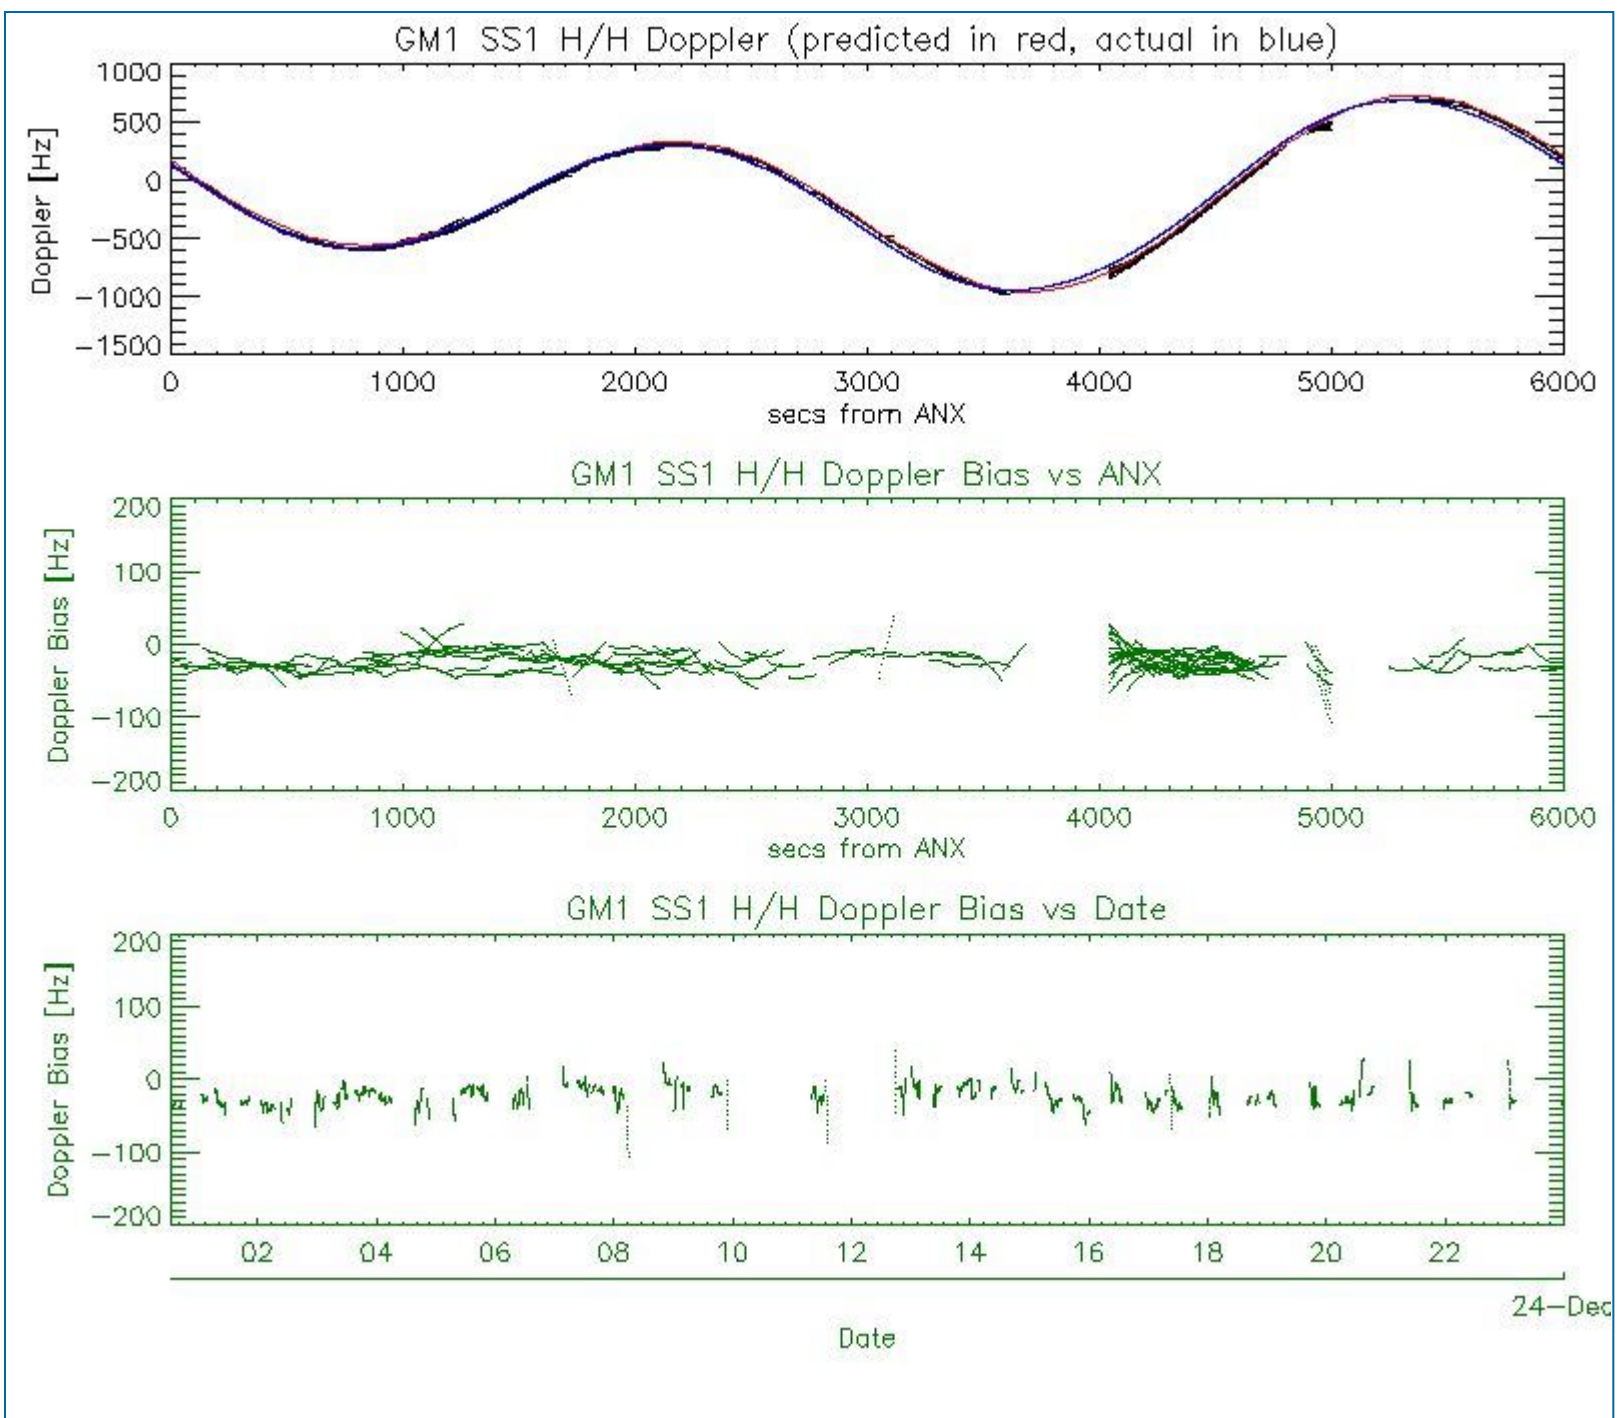 GM1 SS1 H/H Doppler (predicted in red, actual in blue)
1000
500
0
-500
-1000
-1500
Doppler [Hz]
0 1000 2000 3000 4000 5000 6000
secs from ANX
GM1 SS1 H/H Doppler Bias vs ANX
200
100
0
-100
-200
Doppler Bias [Hz]
0 1000 2000 3000 4000 5000 6000
secs from ANX
GM1 SS1 H/H Doppler Bias vs Date
200
100
0
-100
-200
Doppler Bias [Hz]
02 04 06 08 10 12 14 16 18 20 22
24-Dec
Date